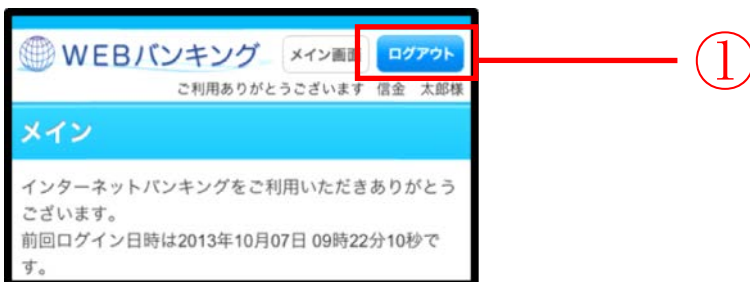 WEBバンキング メイン画面 ログアウト ①
ご利用ありがとうございます 信金 太郎様
メイン
インターネットバンキングをご利用いただきありがとう
ございます。
前回ログイン日時は2013年10月07日 09時22分10秒で
す。